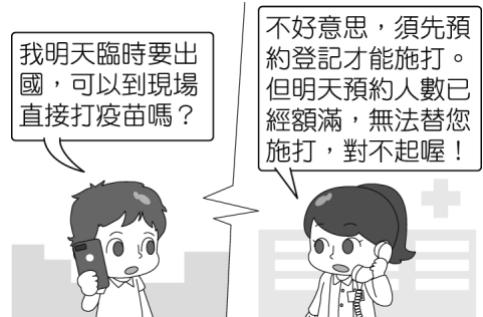 我明天臨時要出
國，可以到現場
直接打疫苗嗎？
不好意思，須先預
約登記才能施打。
但明天預約人數已
經額滿，無法替您
施打，對不起喔！